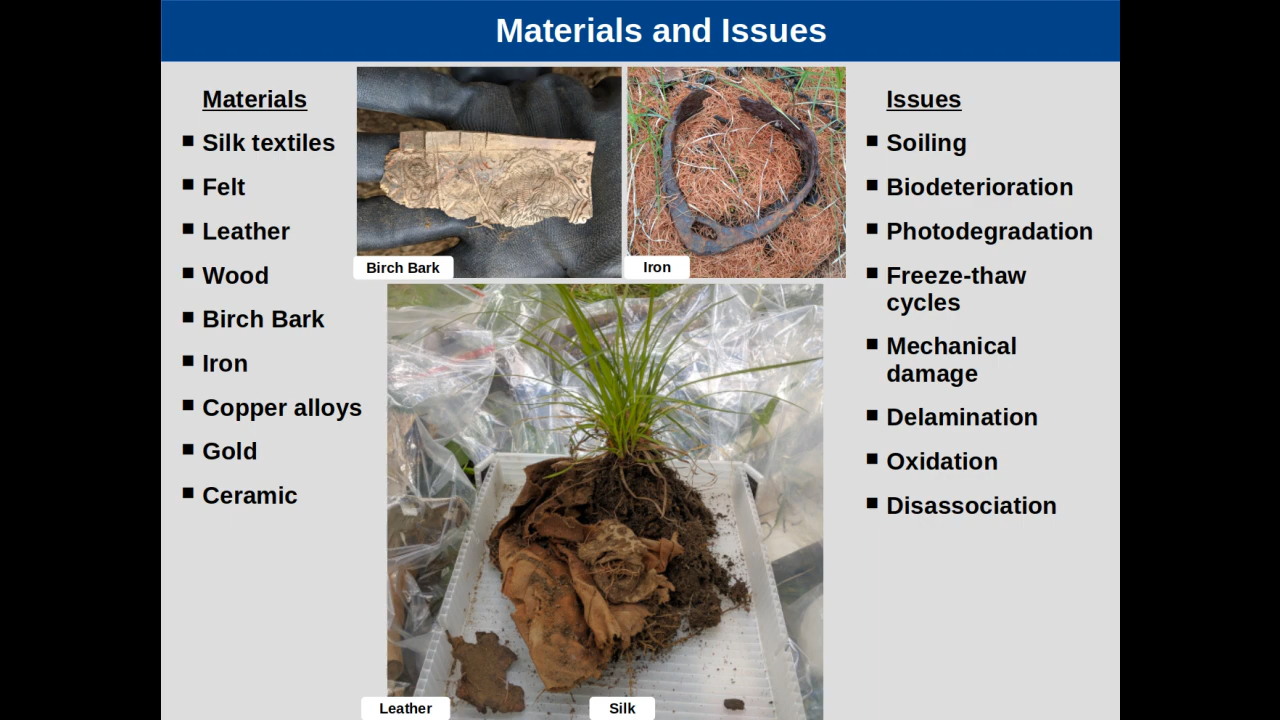 Materials and Issues
Materials
Silk textiles
Felt
Leather
Wood
Birch Bark
Iron
Copper alloys
Gold
Ceramic
Birch Bark
Iron
Leather
Silk
Issues
Soiling
Biodeterioration
Photodegradation
Freeze-thaw
cycles
Mechanical
damage
Delamination
Oxidation
Disassociation